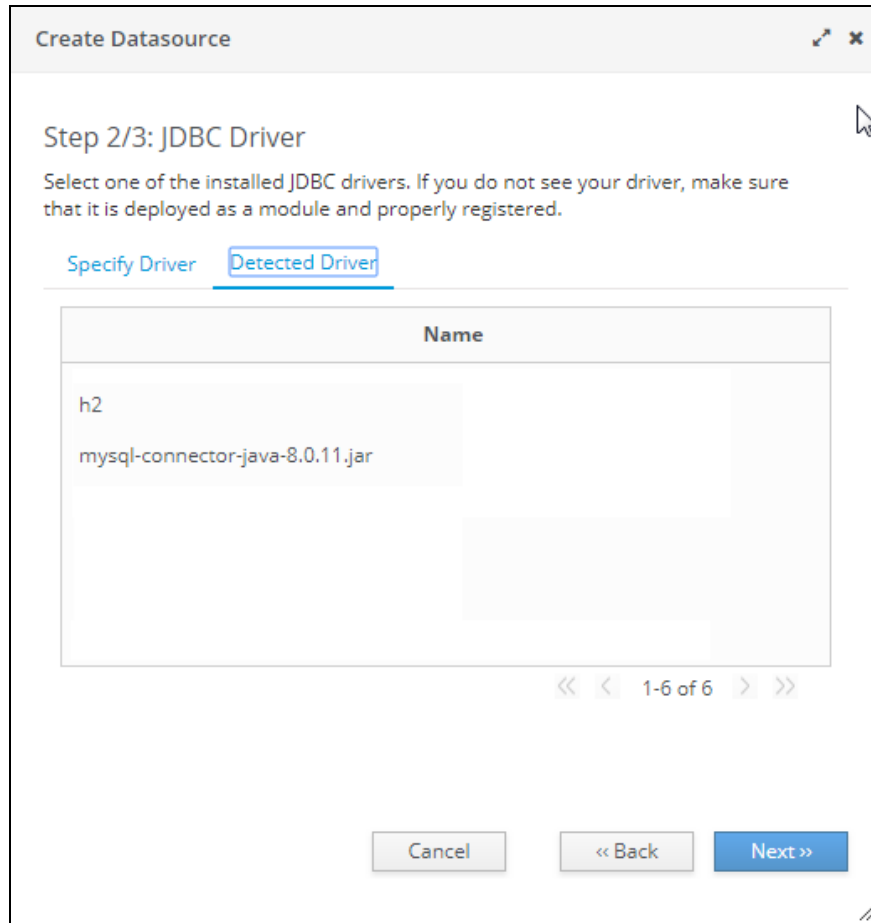 Create Datasource
Step 2/3: JDBC Driver
Select one of the installed JDBC drivers. If you do not see your driver, make sure
that it is deployed as a module and properly registered.
Specify Driver Detected Driver
Name
h2
mysql-connector-java-8.0.11.jar
1-6 of 6
Cancel ‹‹ Back Next ››